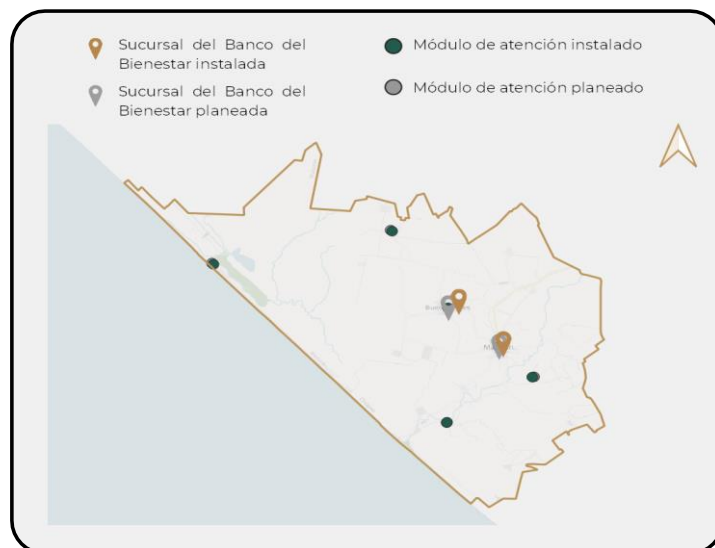 Sucursal del Banco del
Bienestar instalada
Módulo de atención instalado
Sucursal del Banco del
Bienestar planeada
Módulo de atención planeado